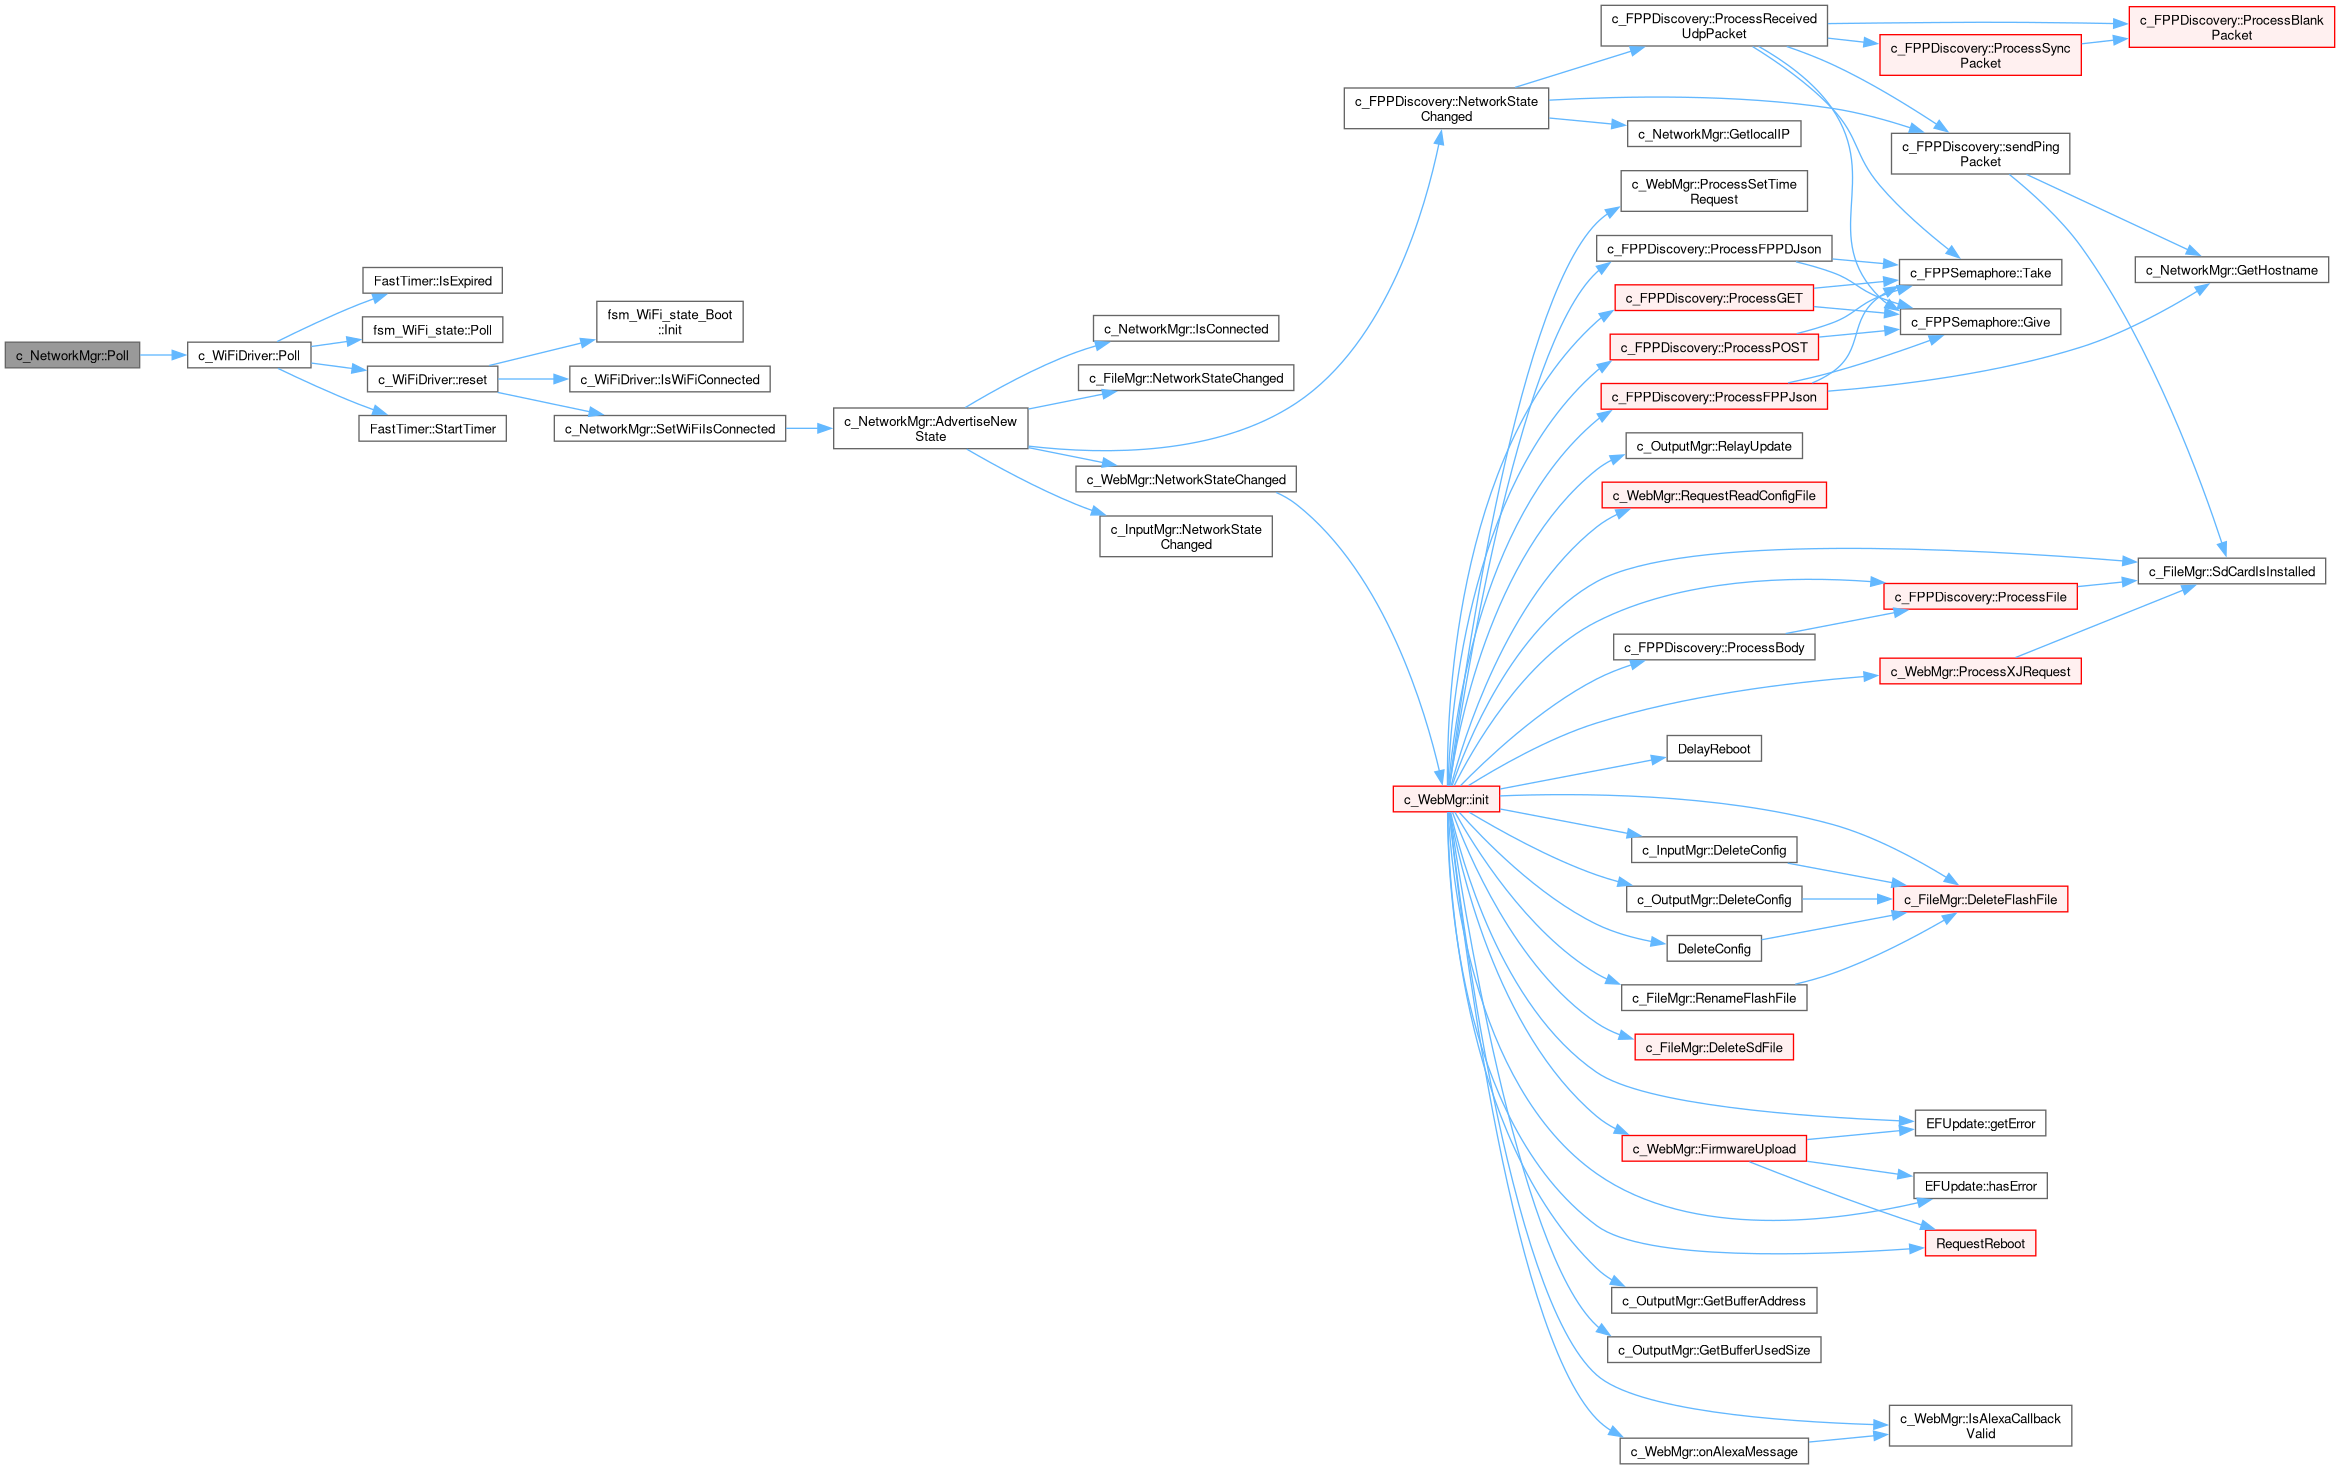 c_NetworkMgr::Poll
c_WiFiDriver::Poll
FastTimer::IsExpired
fsm_WiFi_state::Poll
c_WiFiDriver::reset
FastTimer::StartTimer
fsm_WiFi_state_Boot
::Init
c_WiFiDriver::IsWiFiConnected
c_NetworkMgr::SetWiFiIsConnected
c_NetworkMgr::AdvertiseNew
State
c_NetworkMgr::IsConnected
c_FileMgr::NetworkStateChanged
c_WebMgr::NetworkStateChanged
c_InputMgr::NetworkState
Changed
c_FPPDiscovery::NetworkState
Changed
c_WebMgr::init
c_FPPDiscovery::ProcessReceived
UdpPacket
c_NetworkMgr::GetlocalIP
c_WebMgr::ProcessSetTime
Request
c_FPPDiscovery::ProcessFPPDJson
c_FPPDiscovery::ProcessGET
c_FPPDiscovery::ProcessPOST
c_FPPDiscovery::ProcessFPPJson
c_OutputMgr::RelayUpdate
c_WebMgr::RequestReadConfigFile
c_FPPDiscovery::ProcessBody
DelayReboot
c_InputMgr::DeleteConfig
c_OutputMgr::DeleteConfig
DeleteConfig
c_FileMgr::RenameFlashFile
c_FileMgr::DeleteSdFile
c_WebMgr::FirmwareUpload
c_OutputMgr::GetBufferAddress
c_OutputMgr::GetBufferUsedSize
c_WebMgr::onAlexaMessage
c_FPPDiscovery::ProcessSync
Packet
c_FPPDiscovery::sendPing
Packet
c_FPPSemaphore::Take
c_FPPSemaphore::Give
c_FPPDiscovery::ProcessFile
c_WebMgr::ProcessXJRequest
c_FileMgr::DeleteFlashFile
EFUpdate::getError
EFUpdate::hasError
RequestReboot
c_WebMgr::IsAlexaCallback
Valid
c_FPPDiscovery::ProcessBlank
Packet
c_NetworkMgr::GetHostname
c_FileMgr::SdCardIsInstalled